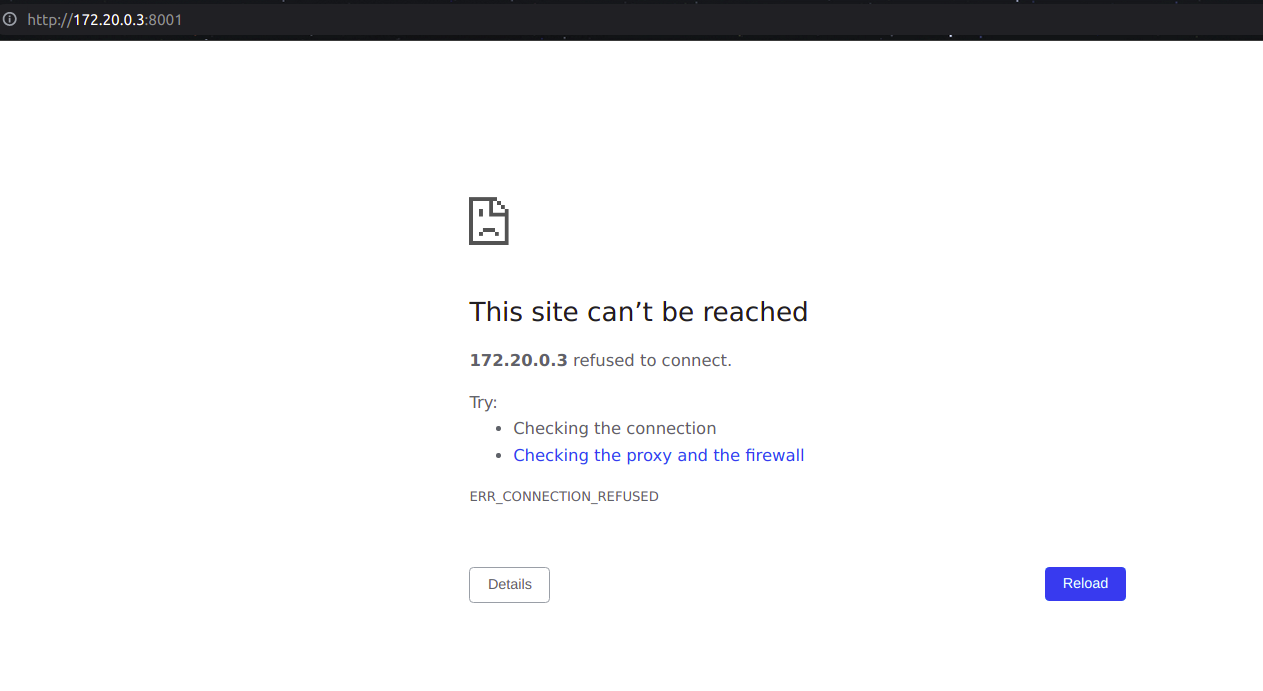 http://172.20.0.3:8001
This site can’t be reached
172.20.0.3 refused to connect.
Try:
Checking the connection
Checking the proxy and the firewall
ERR_CONNECTION_REFUSED
Details
Reload